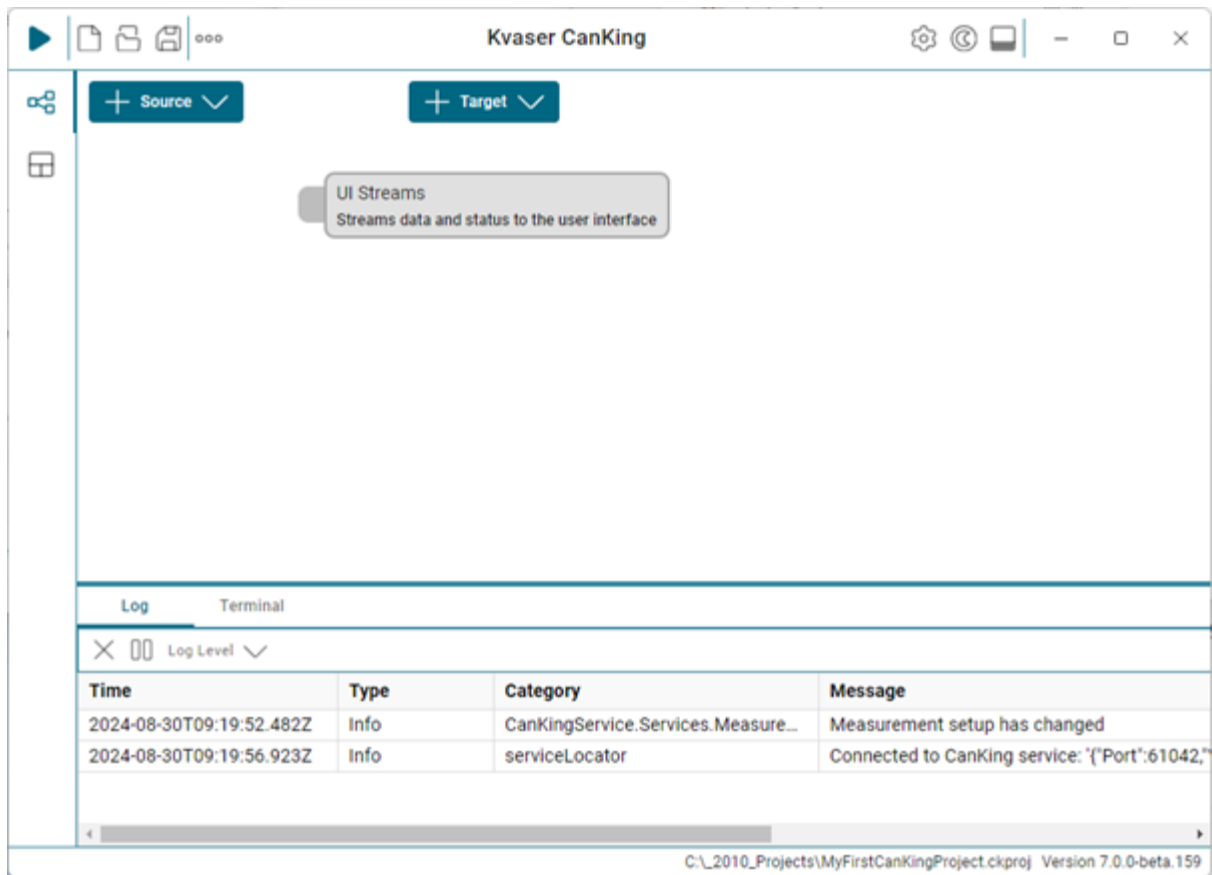 Kvaser CanKing
Source
Target
UI Streams
Streams data and status to the user interface
Log Terminal
Log Level
Time Type Category Message
2024-08-30T09:19:52.482Z Info CanKingService.Services.Measure... Measurement setup has changed
2024-08-30T09:19:56.923Z Info serviceLocator Connected to CanKing service: '{"Port":61042,"
C:\_2010_Projects\MyFirstCanKingProject.ckproj Version 7.0.0-beta.159